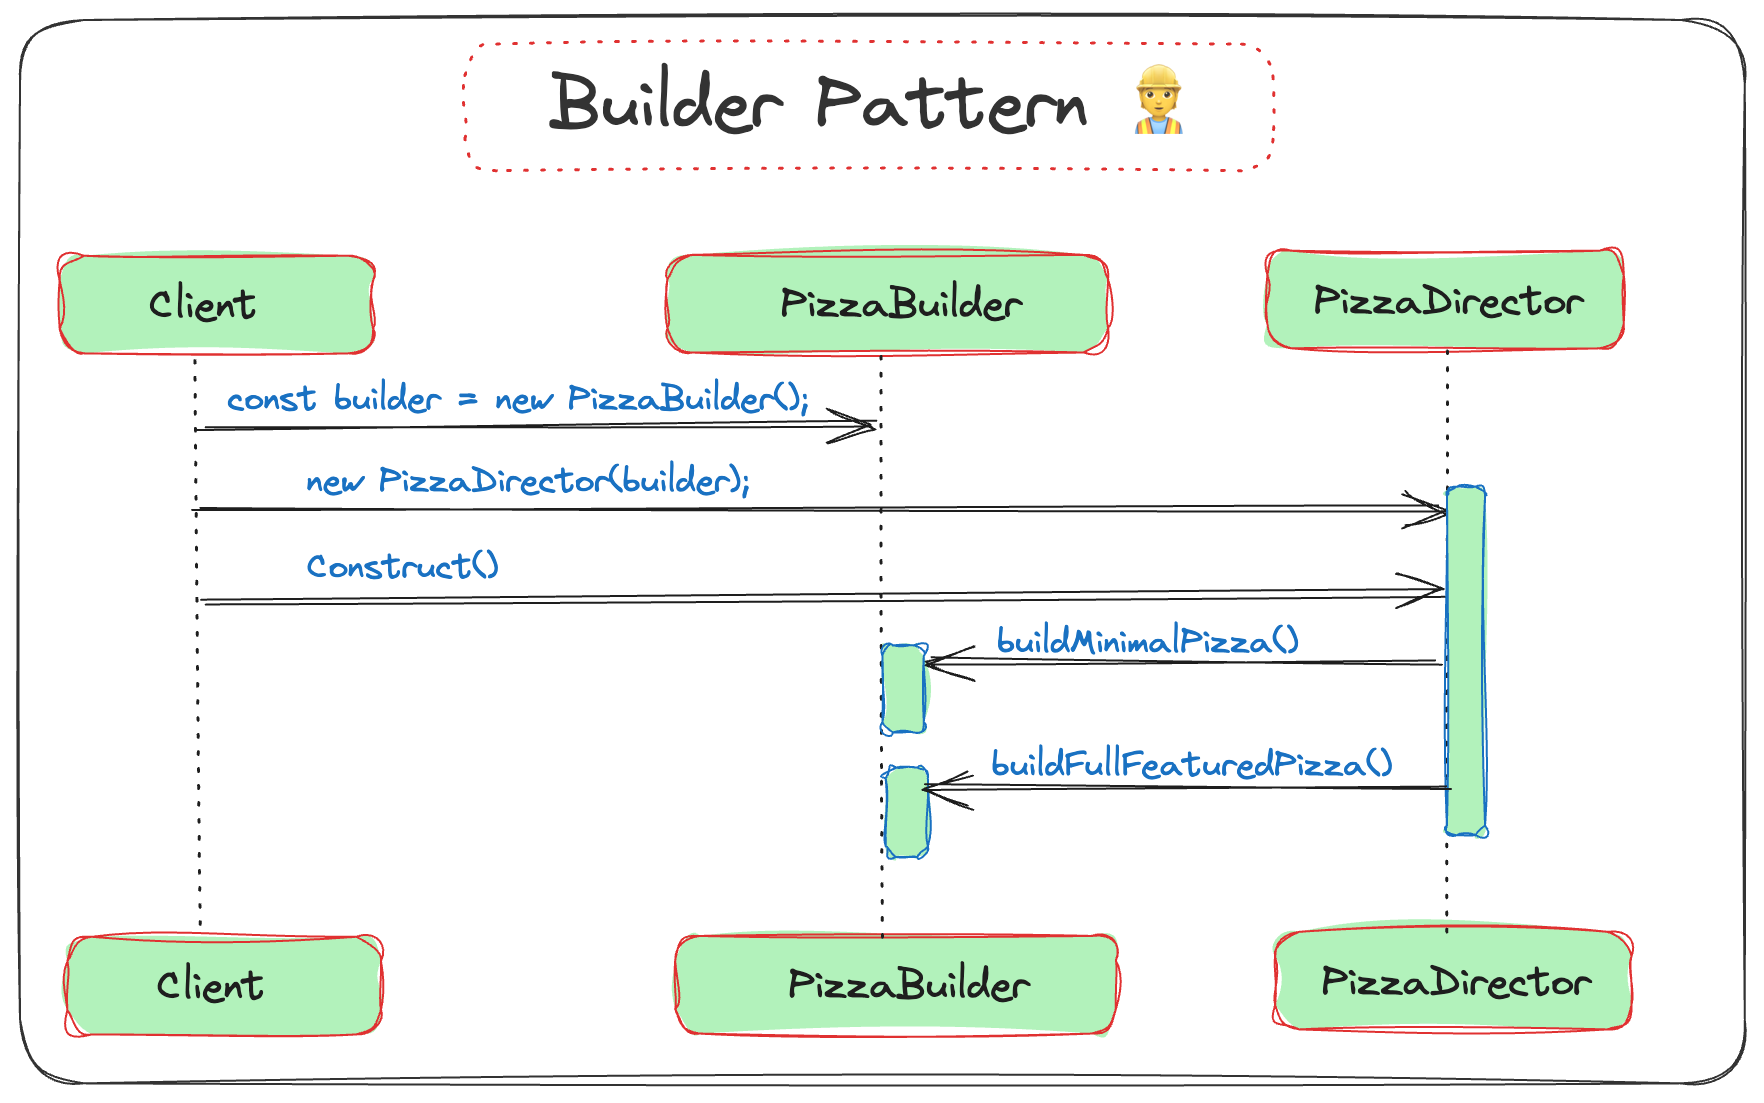 Builder Pattern
Client
PizzaBuilder
PizzaDirector
const builder = new PizzaBuilder();
new PizzaDirector(builder);
Construct()
buildMinimalPizza()
buildFullFeaturedPizza()
Client
PizzaBuilder
PizzaDirector